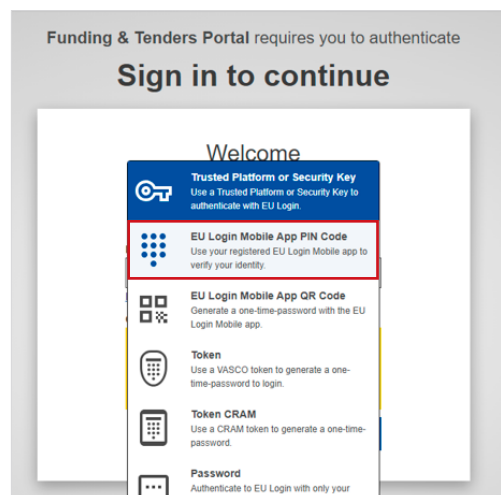 Funding & Tenders Portal requires you to authenticate
Sign in to continue
Welcome
Trusted Platform or Security Key
Use a Trusted Platform or Security Key to
authenticate with EU Login.
EU Login Mobile App PIN Code
Use your registered EU Login Mobile app to
verify your identity.
EU Login Mobile App QR Code
Generate a one-time-password with the EU
Login Mobile app.
Token
Use a VASCO token to generate a one-
time-password to login.
Token CRAM
Use a CRAM token to generate a one-time-
password.
Password
Authenticate to EU Login with only your